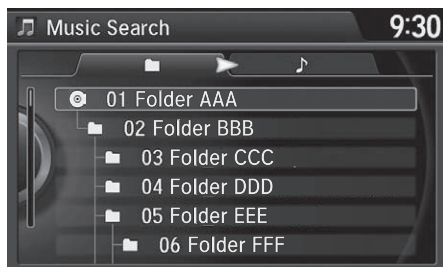 Music Search 9:30
01 Folder AAA
02 Folder BBB
03 Folder CCC
04 Folder DDD
05 Folder EEE
06 Folder FFF